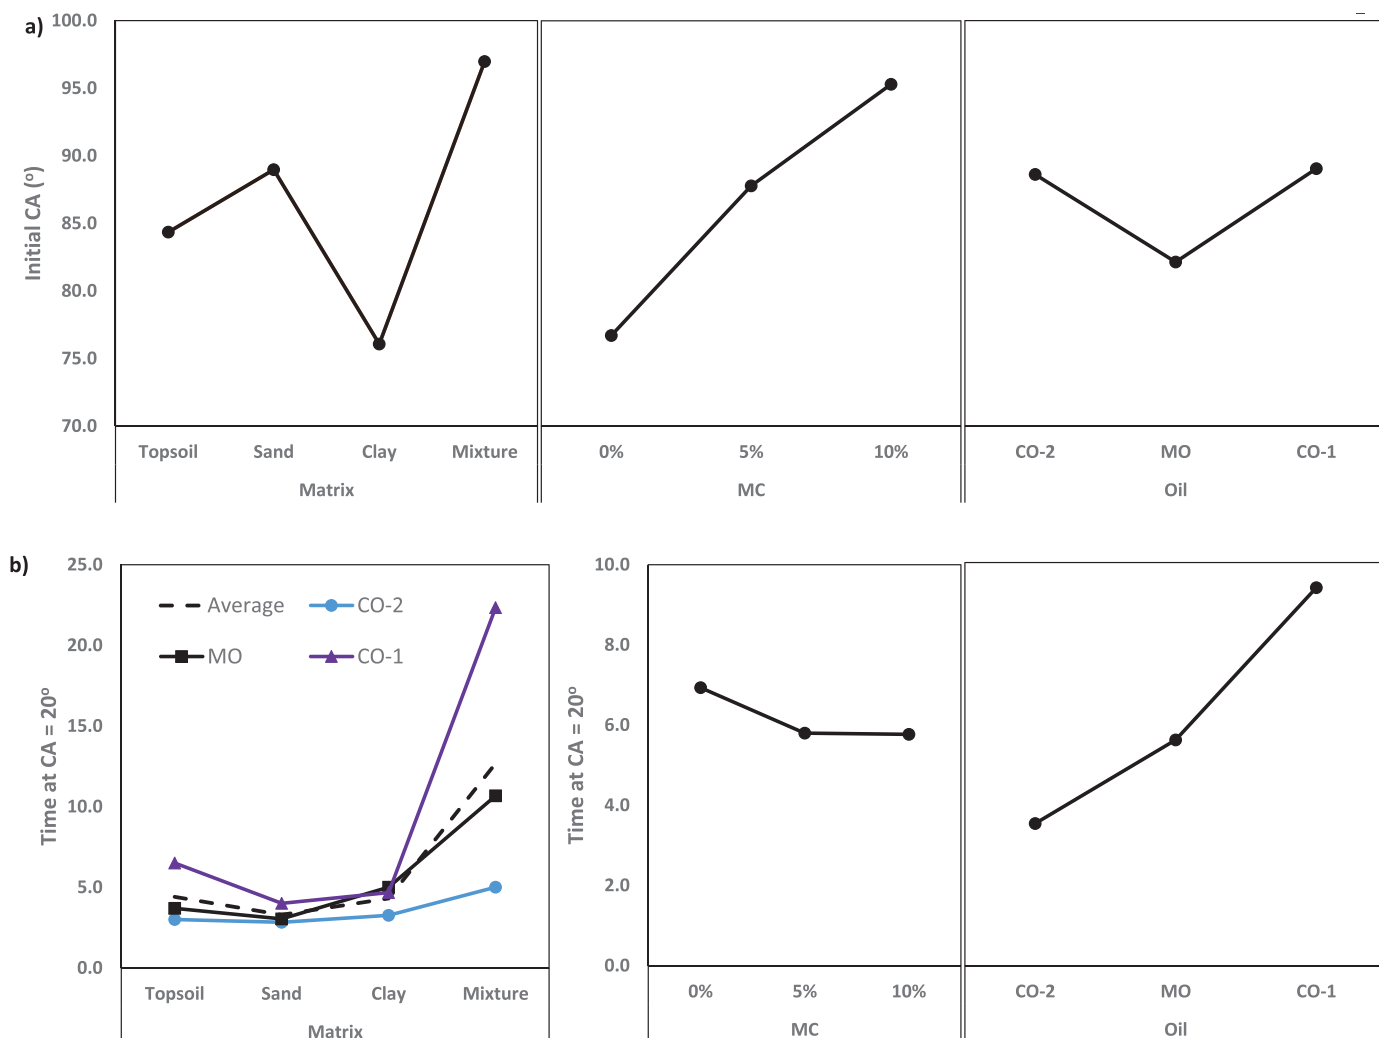 a)
100.0
95.0
90.0
85.0
80.0
75.0
70.0
Initial CA (º)
Topsoil Sand Clay Mixture
Matrix
0% 5% 10%
MC
CO-2 MO CO-1
Oil
b)
25.0
20.0
15.0
10.0
5.0
0.0
Time at CA = 20º
Average CO-2
MO CO-1
Topsoil Sand Clay Mixture
Matrix
10.0
8.0
6.0
4.0
2.0
0.0
Time at CA = 20º
0% 5% 10%
MC
CO-2 MO CO-1
Oil